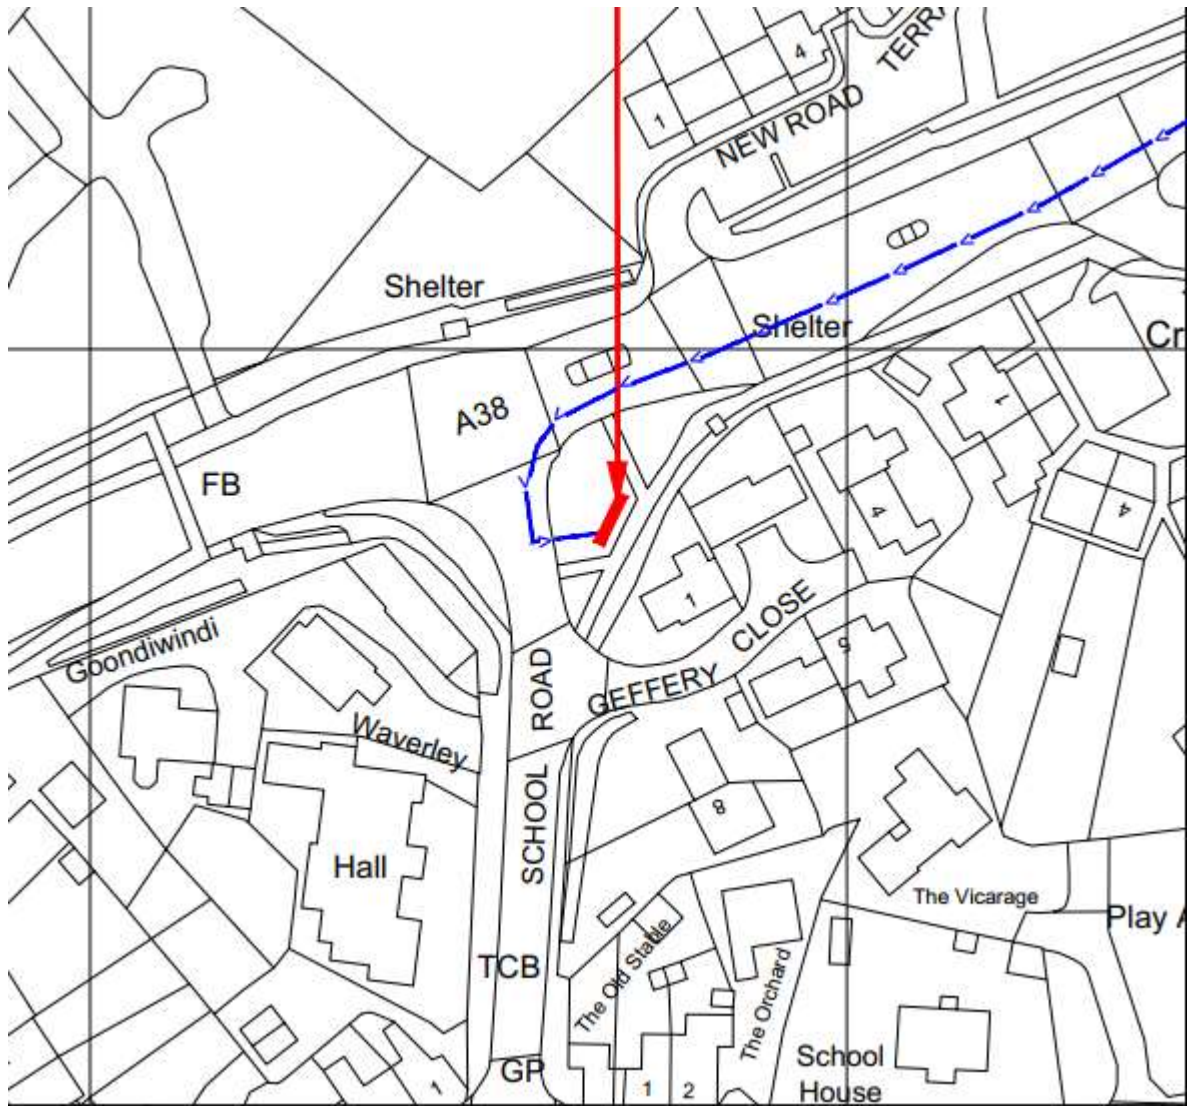 4
TERRA
1
NEW ROAD
Shelter
Shelter
Cr
1
A38
FB
4
4
1
CLOSE
Goondiwindi
5
GEFFERY
ROAD
Waverley
8
SCHOOL
Hall
The Vicarage
Play A
The Old Stable
TCB
The Orchard
School
House
GP
1
1
2